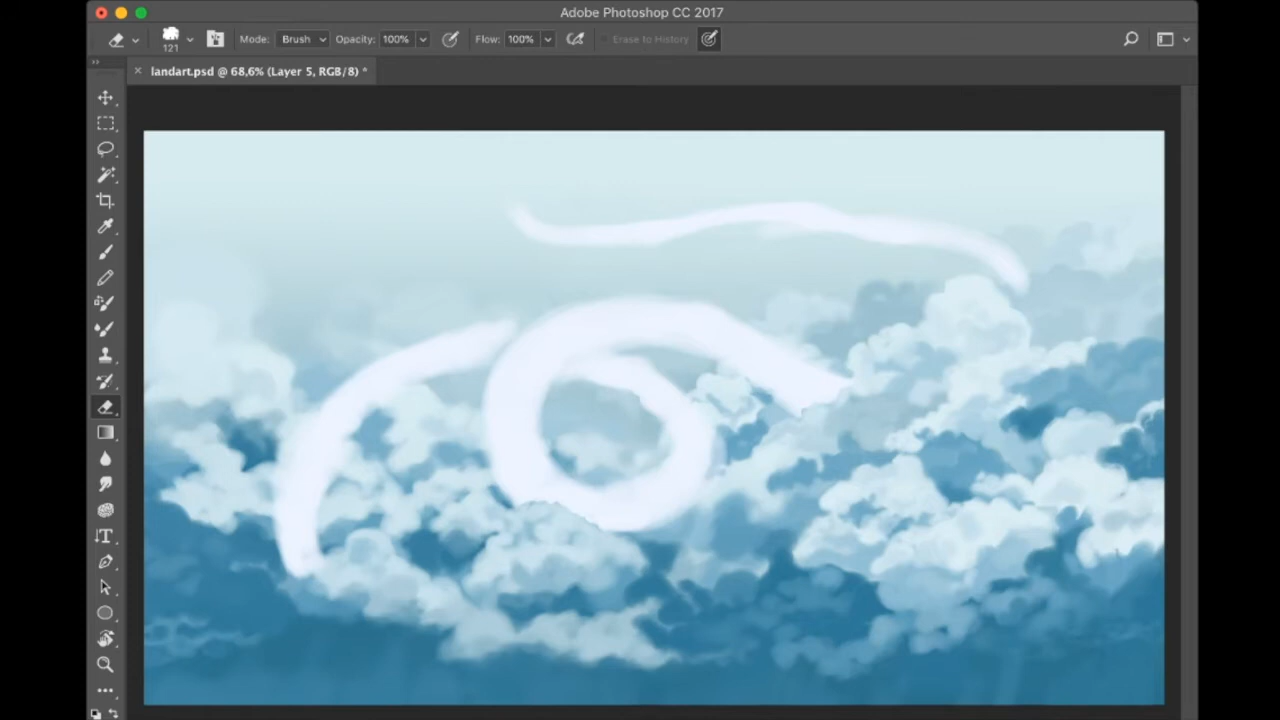 Adobe Photoshop CC 2017
121
Mode: Brush Opacity: 100% Flow: 100% Erase to History
× landart.psd @ 68,6% (Layer 5, RGB/8) *